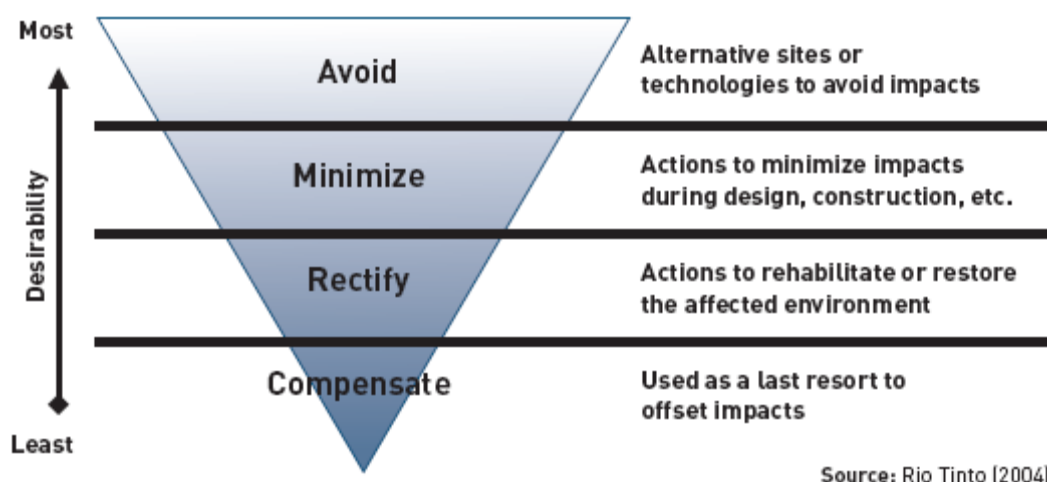 Most
Avoid
Alternative sites or
technologies to avoid impacts
Desirability
Minimize
Actions to minimize impacts
during design, construction, etc.
Rectify
Actions to rehabilitate or restore
the affected environment
Compensate
Used as a last resort to
offset impacts
Least
Source: Rio Tinto (2004)